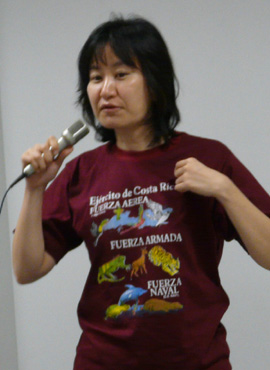 Ejército de Costa Rica
FUERZA AEREA
FUERZA ARMADA
FUERZA
NAVAL